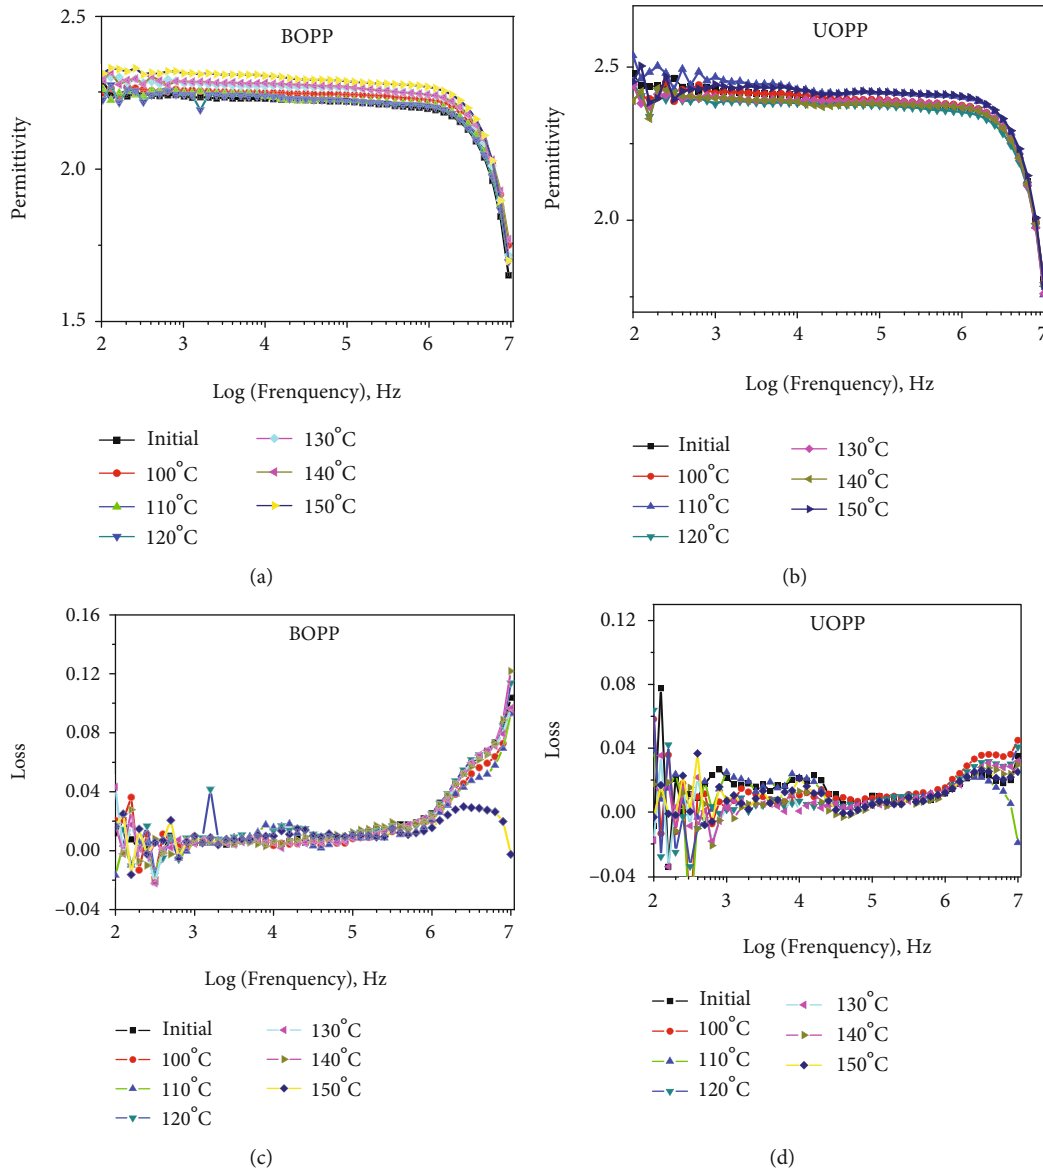 BOPP
2.5
2.0
1.5
Permittivity
2 3 4 5 6 7
Log (Frenquency), Hz
Initial
100°C
110°C
120°C
130°C
140°C
150°C
(a)
UOPP
2.5
2.0
Permittivity
2 3 4 5 6 7
Log (Frenquency), Hz
Initial
100°C
110°C
120°C
130°C
140°C
150°C
(b)
BOPP
0.16
0.12
0.08
0.04
0.00
−0.04
Loss
2 3 4 5 6 7
Log (Frenquency), Hz
Initial
100°C
110°C
120°C
130°C
140°C
150°C
(c)
UOPP
0.12
0.08
0.04
0.00
−0.04
Loss
2 3 4 5 6 7
Log (Frenquency), Hz
Initial
100°C
110°C
120°C
130°C
140°C
150°C
(d)